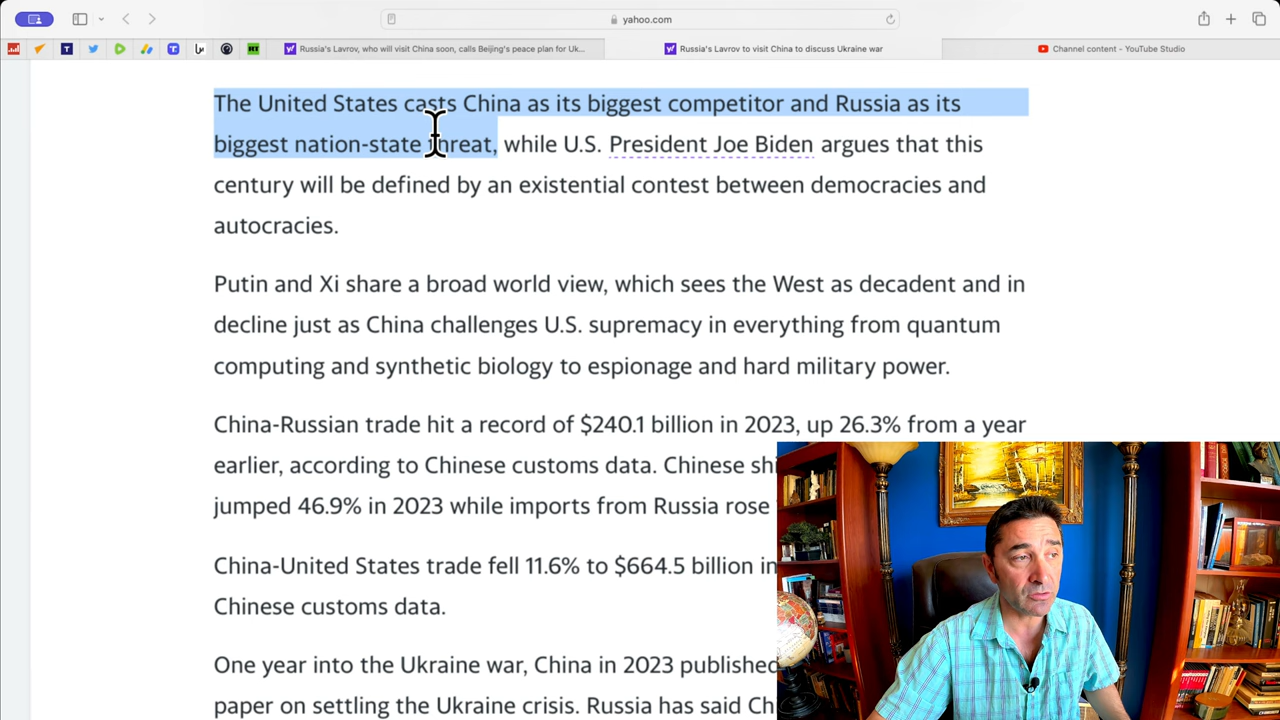 yahoo.com
Russia's Lavrov, who will visit China soon, calls Beijing's peace plan for Uk...
Russia's Lavrov to visit China to discuss Ukraine war
Channel content - YouTube Studio
The United States casts China as its biggest competitor and Russia as its
biggest nation-state threat, while U.S. President Joe Biden argues that this
century will be defined by an existential contest between democracies and
autocracies.
Putin and Xi share a broad world view, which sees the West as decadent and in
decline just as China challenges U.S. supremacy in everything from quantum
computing and synthetic biology to espionage and hard military power.
China-Russian trade hit a record of $240.1 billion in 2023, up 26.3% from a year
earlier, according to Chinese customs data. Chinese shi
jumped 46.9% in 2023 while imports from Russia rose
China-United States trade fell 11.6% to $664.5 billion in
Chinese customs data.
One year into the Ukraine war, China in 2023 published
paper on settling the Ukraine crisis. Russia has said Ch